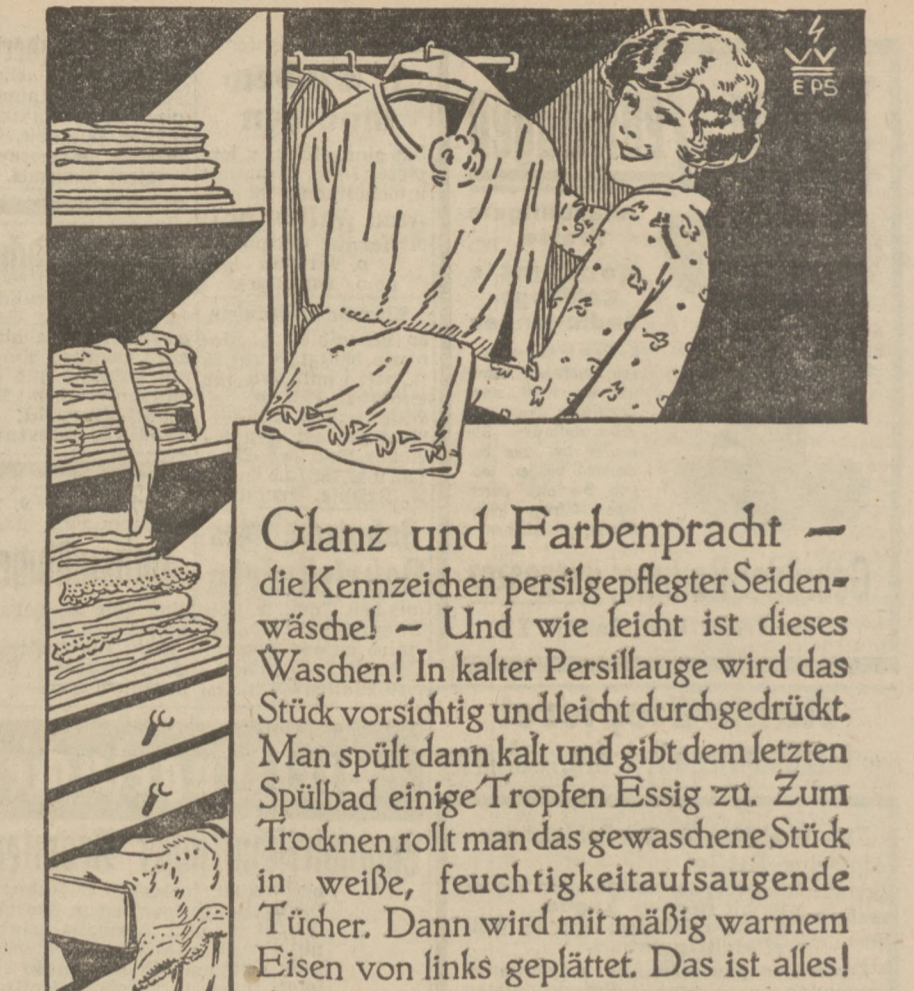 EPS
Glanz und Farbenpracht –
die Kennzeichen persilgepflegter Seiden-
wäsche! – Und wie leicht ist dieses
Waschen! In kalter Persillauge wird das
Stück vorsichtig und leicht durchgedrückt.
Man spült dann kalt und gibt dem letzten
Spülbad einige Tropfen Essig zu. Zum
Trocknen rollt man das gewaschene Stück
in weiße, feuchtigkeitaufsaugende
Tücher. Dann wird mit mäßig warmem
Eisen von links geplättet. Das ist alles!